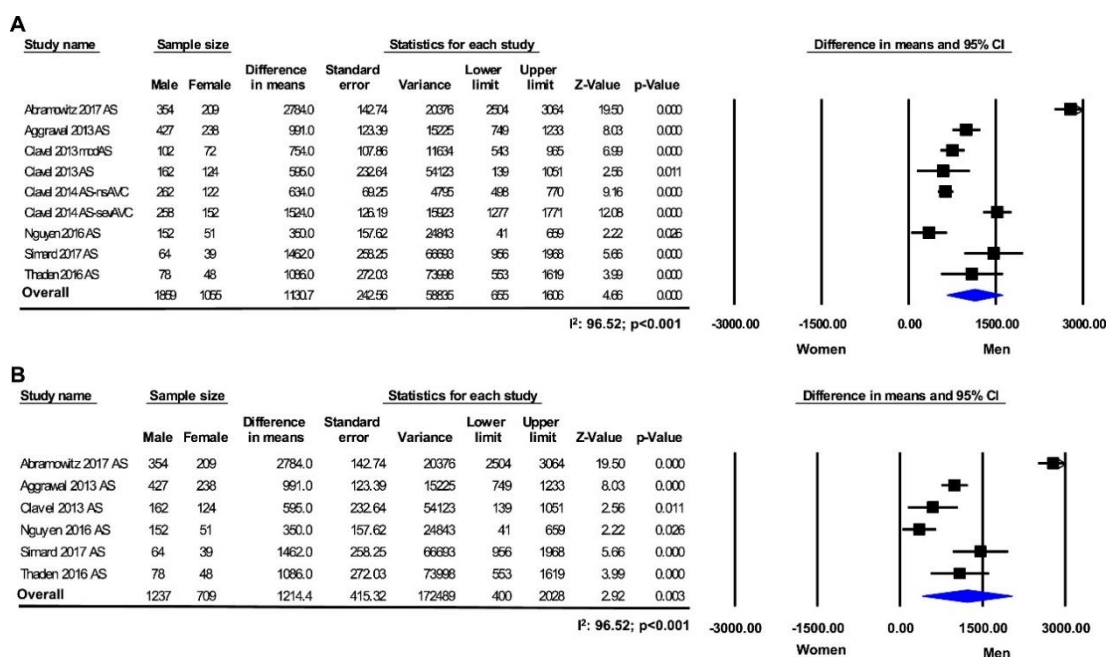 A
Study name Sample size Statistics for each study Difference in means and 95% CI
Difference Standard Lower Upper
Male Female in means error Variance limit limit Z-Value p-Value
Abramowitz 2017 AS 354 209 2784.0 142.74 20376 2504 3064 19.50 0.000
Aggrawal 2013 AS 427 238 991.0 123.39 15225 749 1233 8.03 0.000
Clavel 2013 modAS 102 72 754.0 107.86 11634 543 965 6.99 0.000
Clavel 2013 AS 162 124 595.0 232.64 54123 139 1051 2.56 0.011
Clavel 2014 AS-nsAVC 262 122 634.0 69.25 4795 498 770 9.16 0.000
Clavel 2014 AS-sevAVC 258 152 1524.0 126.19 15923 1277 1771 12.08 0.000
Nguyen 2016 AS 152 51 350.0 157.62 24843 41 659 2.22 0.026
Simard 2017 AS 64 39 1462.0 258.25 66693 956 1968 5.66 0.000
Thaden 2016 AS 78 48 1086.0 272.03 73998 553 1619 3.99 0.000
Overall 1859 1055 1130.7 242.56 58835 655 1606 4.66 0.000
I²: 96.52; p<0.001
-3000.00 -1500.00 0.00 1500.00 3000.00
Women Men
B
Study name Sample size Statistics for each study Difference in means and 95% CI
Difference Standard Lower Upper
Male Female in means error Variance limit limit Z-Value p-Value
Abramowitz 2017 AS 354 209 2784.0 142.74 20376 2504 3064 19.50 0.000
Aggrawal 2013 AS 427 238 991.0 123.39 15225 749 1233 8.03 0.000
Clavel 2013 AS 162 124 595.0 232.64 54123 139 1051 2.56 0.011
Nguyen 2016 AS 152 51 350.0 157.62 24843 41 659 2.22 0.026
Simard 2017 AS 64 39 1462.0 258.25 66693 956 1968 5.66 0.000
Thaden 2016 AS 78 48 1086.0 272.03 73998 553 1619 3.99 0.000
Overall 1237 709 1214.4 415.32 172489 400 2028 2.92 0.003
I²: 96.52; p<0.001
-3000.00 -1500.00 0.00 1500.00 3000.00
Women Men